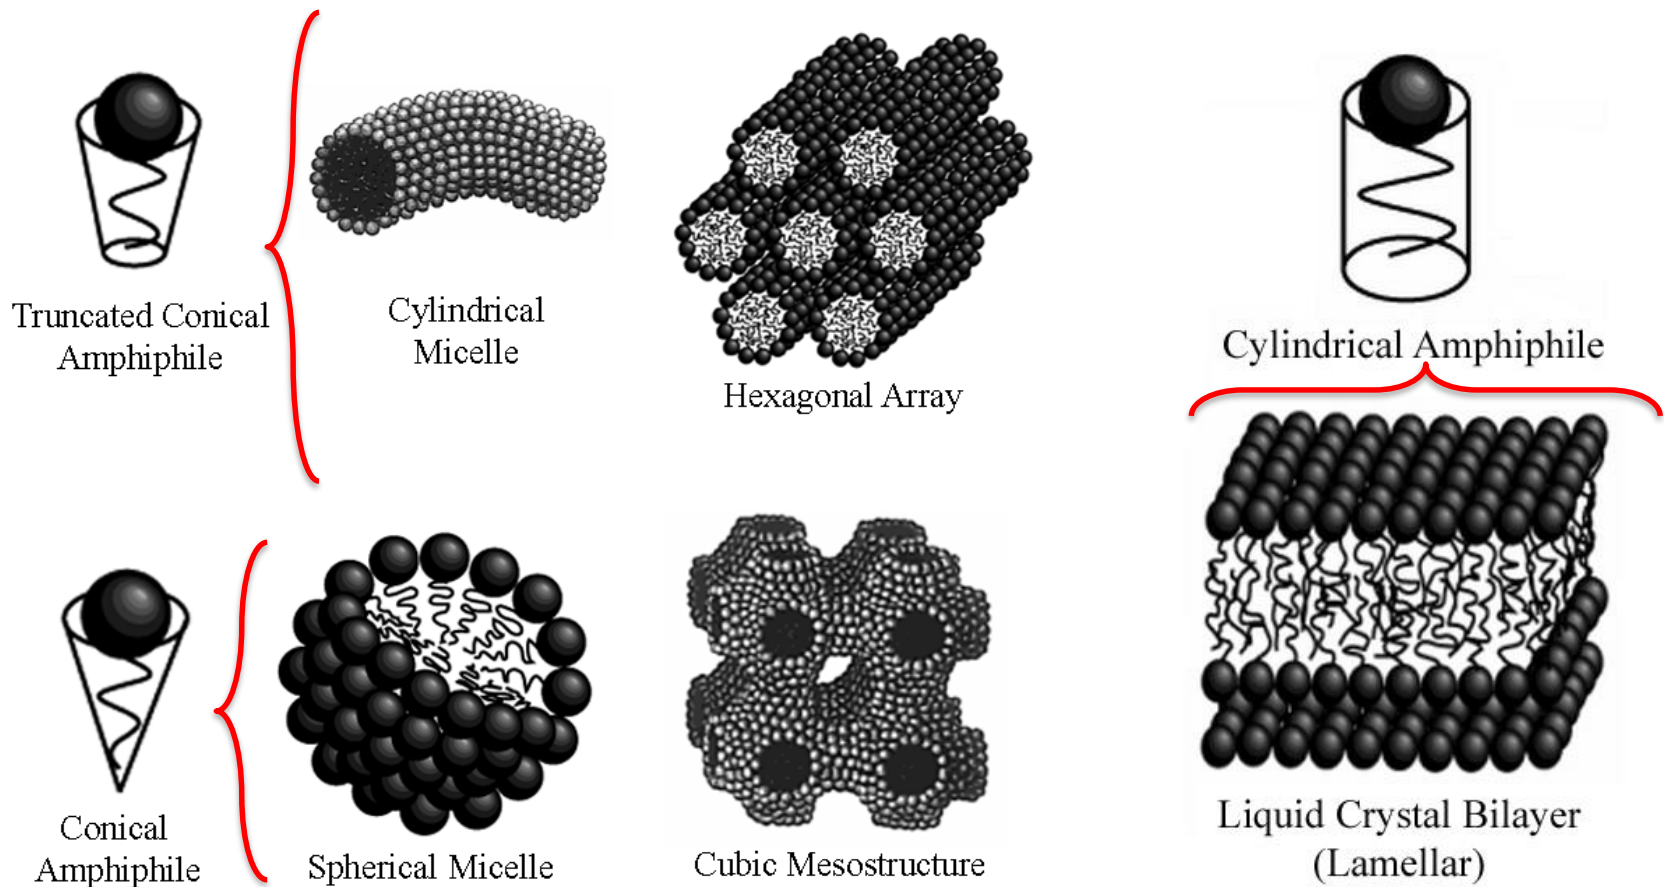 Truncated Conical
Amphiphile
Cylindrical
Micelle
Hexagonal Array
Cylindrical Amphiphile
Conical
Amphiphile
Spherical Micelle
Cubic Mesostructure
Liquid Crystal Bilayer
(Lamellar)